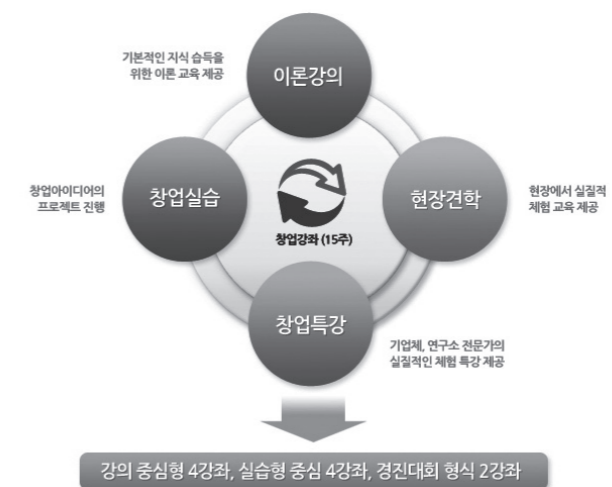 기본적인 지식 습득을
위한 이론 교육 제공
이론강의
창업아이디어의
프로젝트 진행
창업실습
창업강좌 (15주)
현장견학
현장에서 실질적
체험 교육 제공
창업특강
기업체, 연구소 전문가의
실질적인 체험 특강 제공
강의 중심형 4강좌, 실습형 중심 4강좌, 경진대회 형식 2강좌